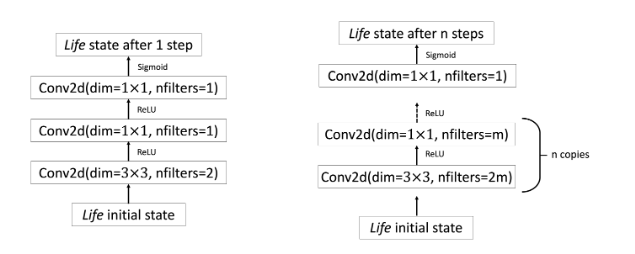 Life state after 1 step
Sigmoid
Conv2d(dim=1×1, nfilters=1)
ReLU
Conv2d(dim=1×1, nfilters=1)
ReLU
Conv2d(dim=3×3, nfilters=2)
Life initial state
Life state after n steps
Sigmoid
Conv2d(dim=1×1, nfilters=1)
ReLU
Conv2d(dim=1×1, nfilters=m)
ReLU
Conv2d(dim=3×3, nfilters=2m)
n copies
Life initial state